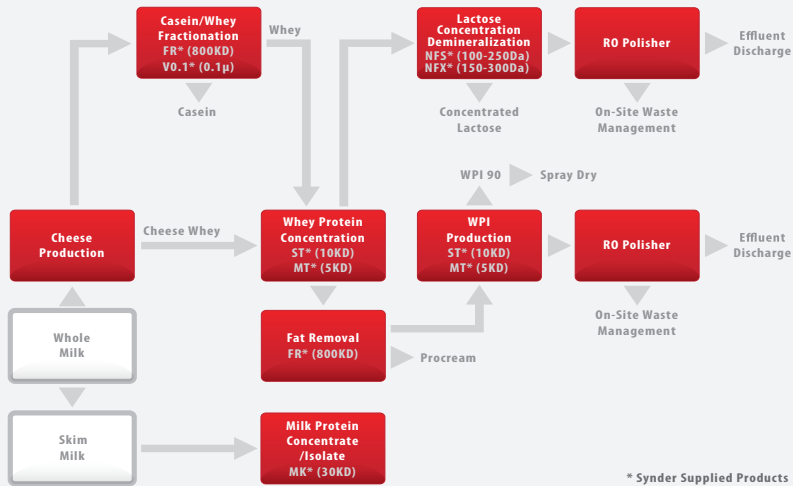 Casein/Whey
Fractionation
FR* (800KD)
V0.1* (0.1µ)
Whey
Casein
Lactose
Concentration
Demineralization
NFS* (100-250Da)
NFX* (150-300Da)
Concentrated
Lactose
RO Polisher
Effluent
Discharge
On-Site Waste
Management
WPI 90
Spray Dry
Cheese
Production
Cheese Whey
Whey Protein
Concentration
ST* (10KD)
MT* (5KD)
WPI
Production
ST* (10KD)
MT* (5KD)
RO Polisher
Effluent
Discharge
On-Site Waste
Management
Whole
Milk
Fat Removal
FR* (800KD)
Procream
Skim
Milk
Milk Protein
Concentrate
/Isolate
MK* (30KD)
* Synder Supplied Products